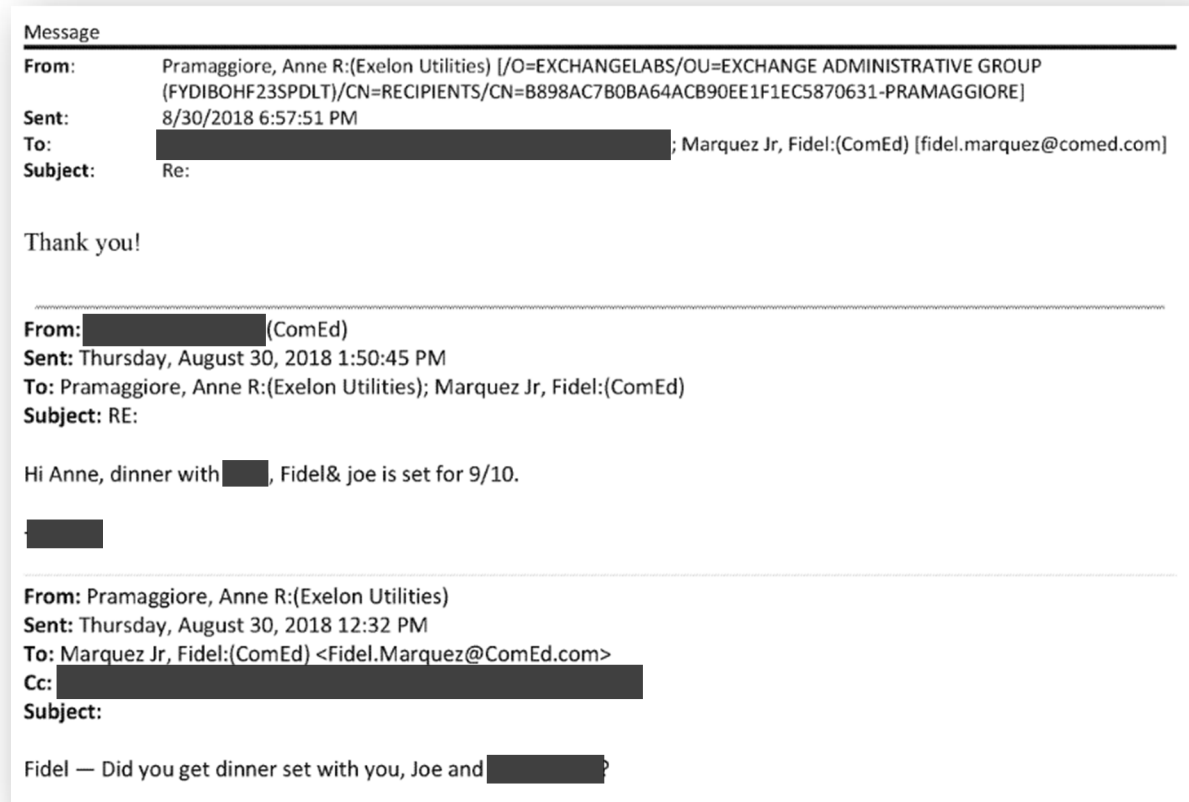 Message
From: Pramaggiore, Anne R:(Exelon Utilities) [/O=EXCHANGELABS/OU=EXCHANGE ADMINISTRATIVE GROUP
(FYDIBOHF23SPDLT)/CN=RECIPIENTS/CN=B898AC7B0BA64ACB90EE1F1EC5870631-PRAMAGGIORE]
Sent: 8/30/2018 6:57:51 PM
To: ; Marquez Jr, Fidel:(ComEd) [fidel.marquez@comed.com]
Subject: Re:
Thank you!
From: (ComEd)
Sent: Thursday, August 30, 2018 1:50:45 PM
To: Pramaggiore, Anne R:(Exelon Utilities); Marquez Jr, Fidel:(ComEd)
Subject: RE:
Hi Anne, dinner with , Fidel& joe is set for 9/10.
From: Pramaggiore, Anne R:(Exelon Utilities)
Sent: Thursday, August 30, 2018 12:32 PM
To: Marquez Jr, Fidel:(ComEd) <Fidel.Marquez@ComEd.com>
Cc:
Subject:
Fidel — Did you get dinner set with you, Joe and ?